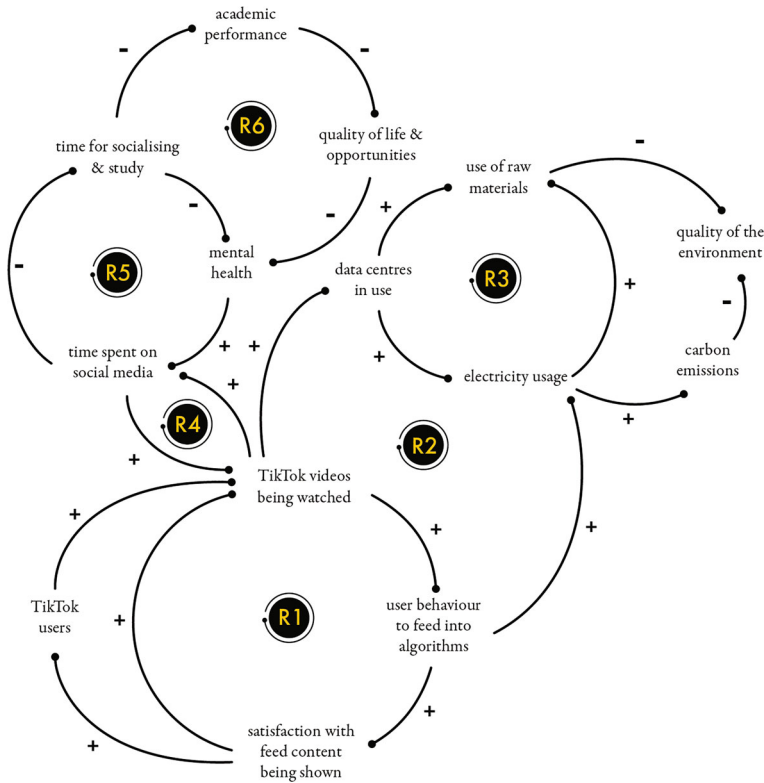 academic
performance
-
-
R6
time for socialising
& study
quality of life &
opportunities
-
use of raw
materials
-
-
+
quality of the
environment
-
mental
health
R5
data centres
in use
R3
+
-
time spent on
social media
+
+
+
+
electricity usage
carbon
emissions
+
R4
R2
+
TikTok videos
being watched
+
+
+
TikTok
users
+
R1
user behaviour
to feed into
algorithms
+
satisfaction with
feed content
being shown
+